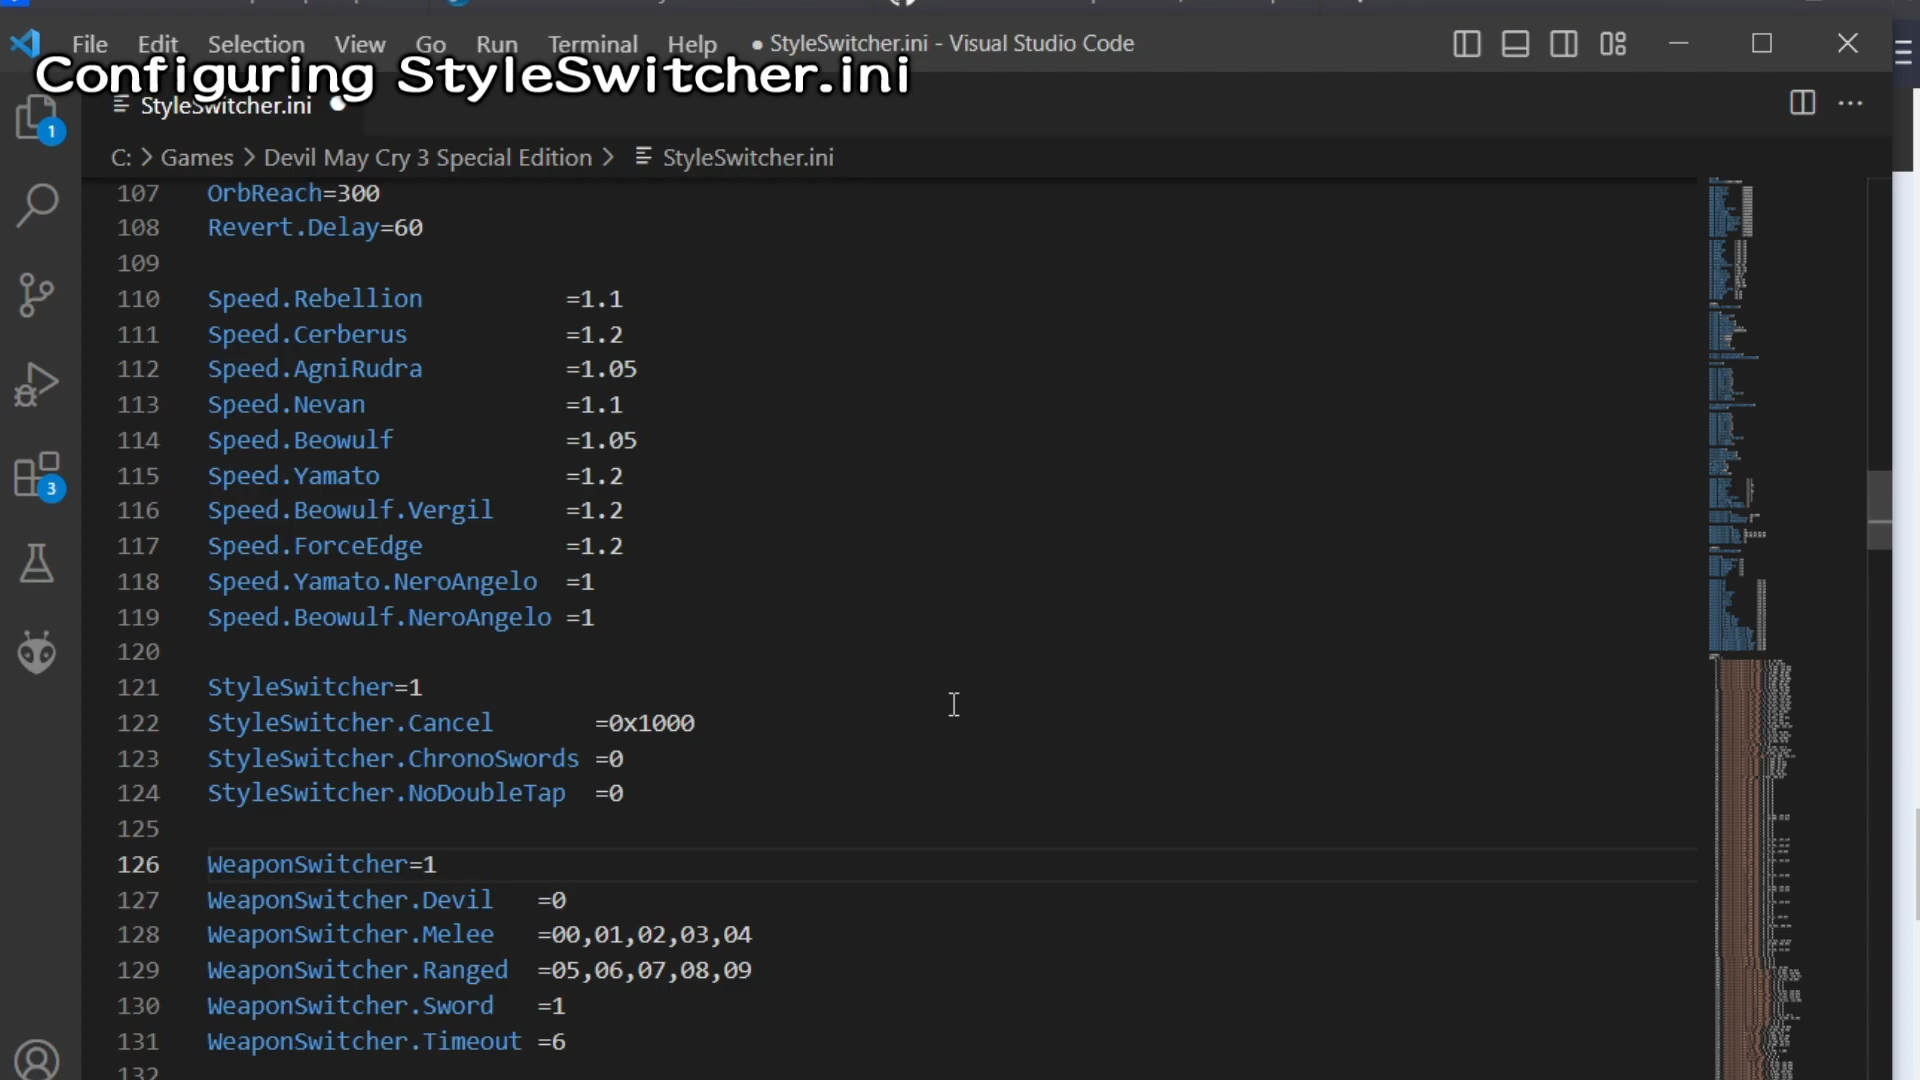 File Edit Selection View Go Run Terminal Help ● StyleSwitcher.ini - Visual Studio Code
Configuring StyleSwitcher.ini
StyleSwitcher.ini
1
C: > Games > Devil May Cry 3 Special Edition > StyleSwitcher.ini
107 OrbReach=300
108 Revert.Delay=60
109
110 Speed.Rebellion =1.1
111 Speed.Cerberus =1.2
112 Speed.AgniRudra =1.05
113 Speed.Nevan =1.1
114 Speed.Beowulf =1.05
115 Speed.Yamato =1.2
3
116 Speed.Beowulf.Vergil =1.2
117 Speed.ForceEdge =1.2
118 Speed.Yamato.NeroAngelo =1
119 Speed.Beowulf.NeroAngelo =1
120
121 StyleSwitcher=1
122 StyleSwitcher.Cancel =0x1000
123 StyleSwitcher.ChronoSwords =0
124 StyleSwitcher.NoDoubleTap =0
125
126 WeaponSwitcher=1
127 WeaponSwitcher.Devil =0
128 WeaponSwitcher.Melee =00,01,02,03,04
129 WeaponSwitcher.Ranged =05,06,07,08,09
130 WeaponSwitcher.Sword =1
131 WeaponSwitcher.Timeout =6
132